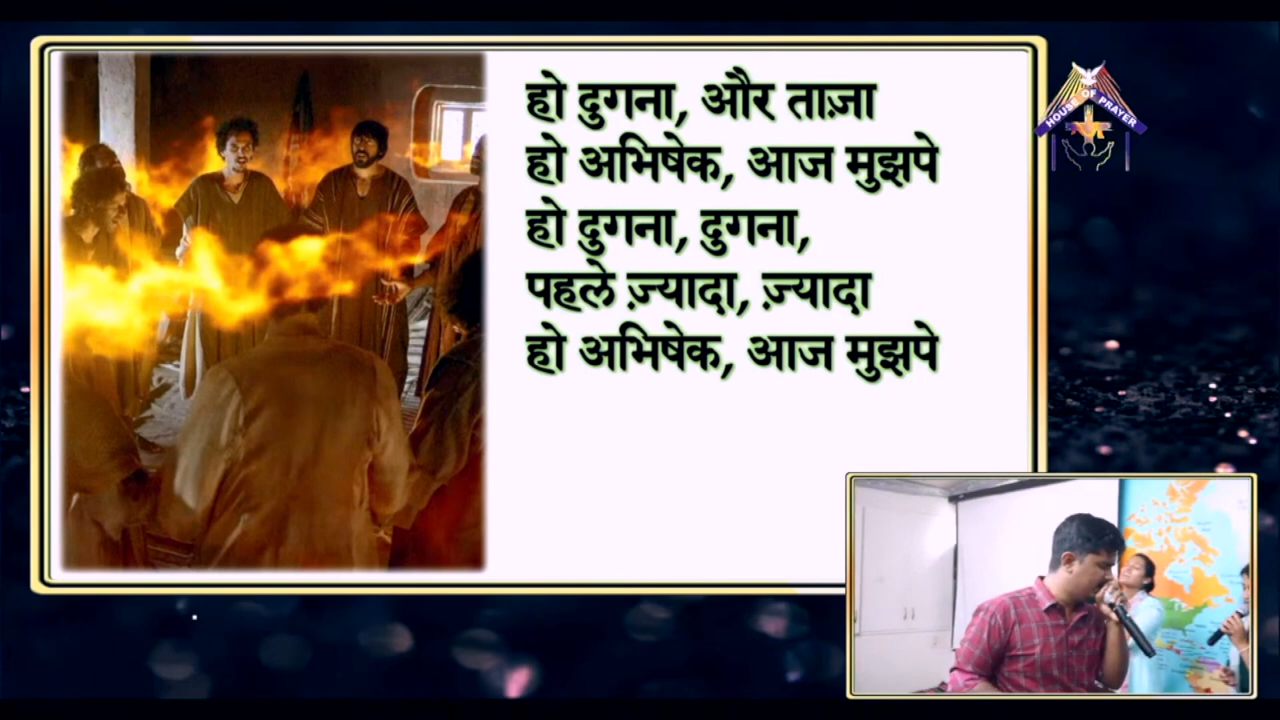 हो दुगना, और ताज़ा
हो अभिषेक, आज मुझपे
हो दुगना, दुगना,
पहले ज़्यादा, ज़्यादा
हो अभिषेक, आज मुझपे
HOUSE OF PRAYER